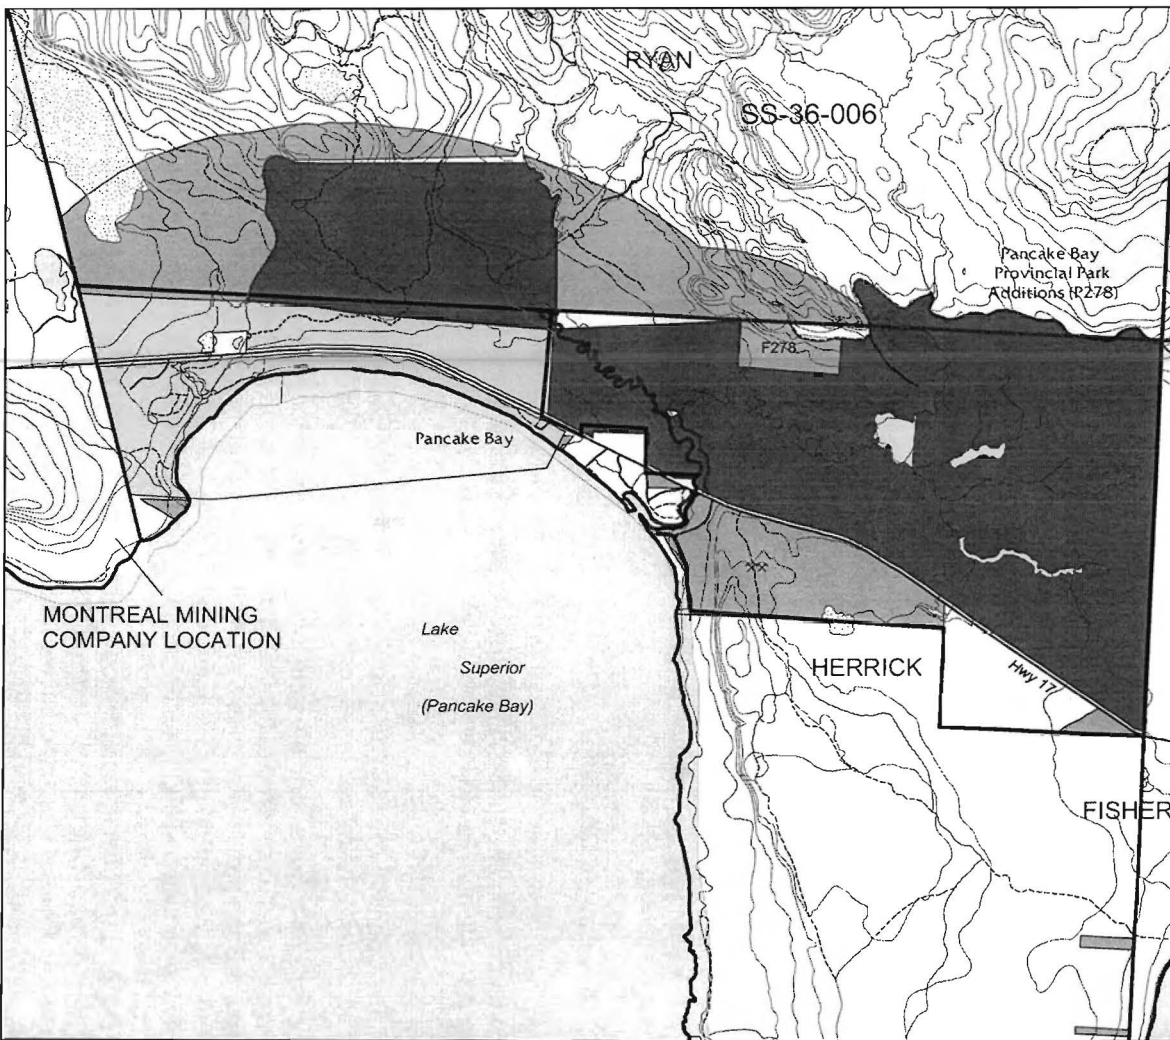 RYAN
SS-36-006
Pancake Bay
Provincial Park
Additions (P278)
F278
Pancake Bay
MONTREAL MINING
COMPANY LOCATION
Lake
Superior
(Pancake Bay)
HERRICK
Hwy 17
FISHER